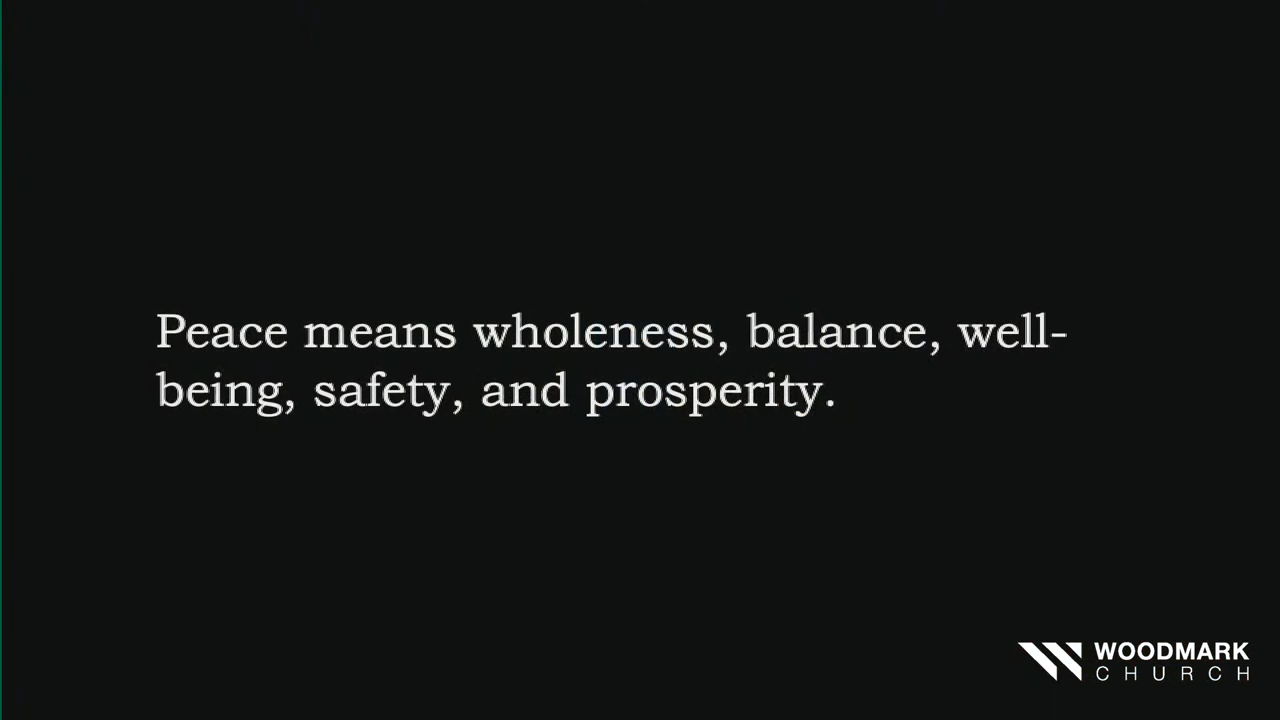 Peace means wholeness, balance, well-
being, safety, and prosperity.
WOODMARK
CHURCH